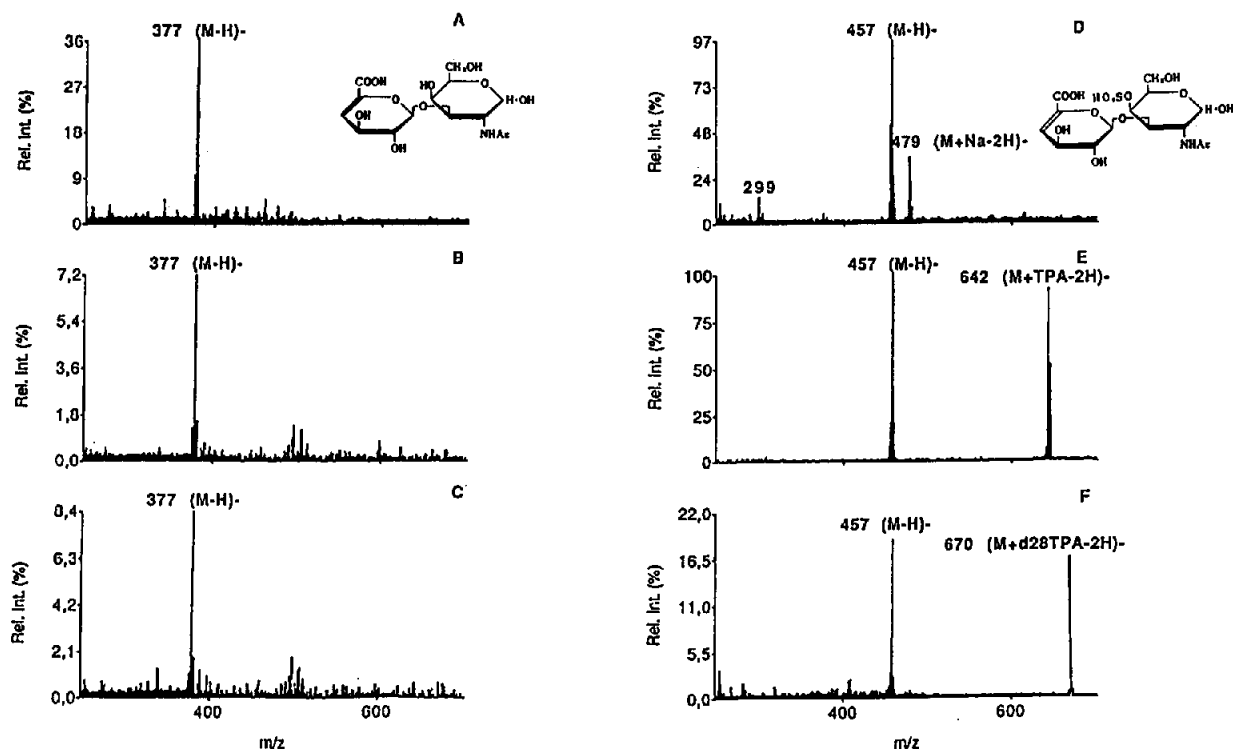 377 (M-H)-
A
36
27
18
9
0
Rel. Int. (%)
COOH
O
OH
OH
O
CH₂OH
HO
O
H·OH
NHAc
377 (M-H)-
B
7,2
5,4
3,6
1,8
0,0
Rel. Int. (%)
377 (M-H)-
C
8,4
6,3
4,2
2,1
0,0
Rel. Int. (%)
400
600
m/z
457 (M-H)-
D
97
73
48
24
0
Rel. Int. (%)
299
479 (M+Na-2H)-
COOH
O
OH
OH
O
HO₃S
CH₂OH
O
H·OH
NHAc
457 (M-H)-
E
642 (M+TPA-2H)-
100
75
50
25
0
Rel. Int. (%)
400
600
457 (M-H)-
F
670 (M+d28TPA-2H)-
22,0
16,5
11,0
5,5
0,0
Rel. Int. (%)
400
600
m/z